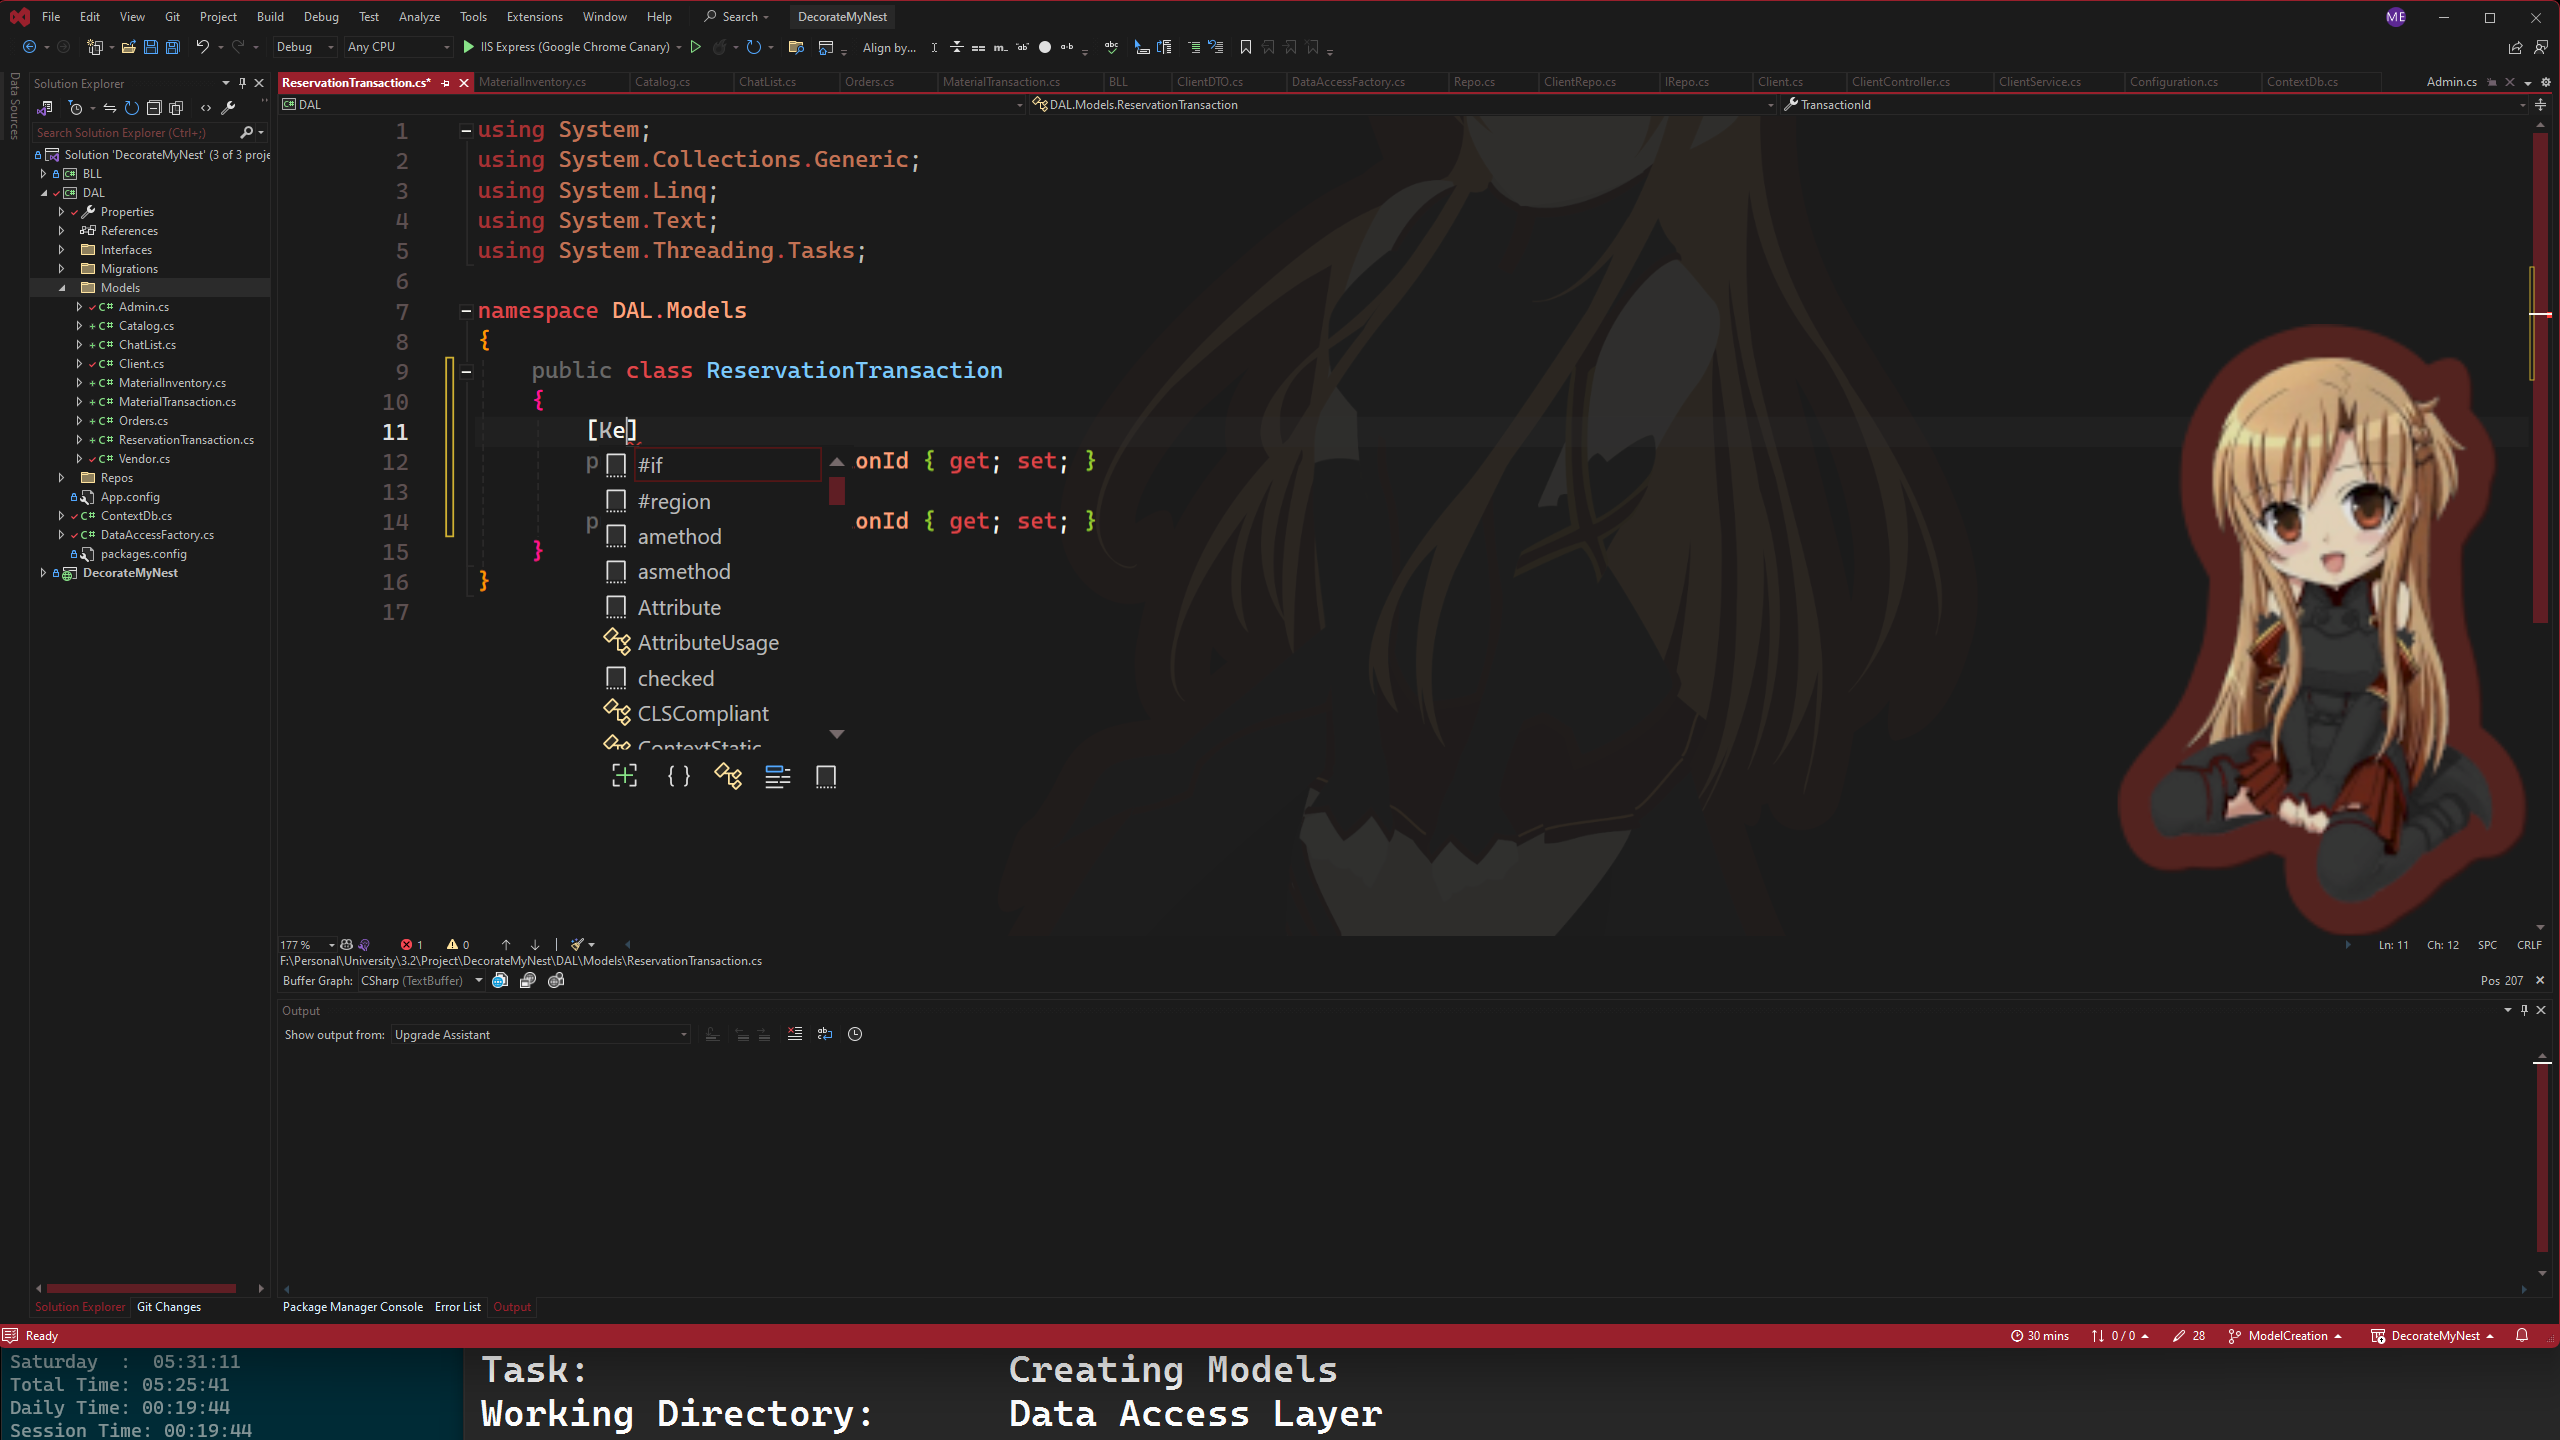 File Edit View Git Project Build Debug Test Analyze Tools Extensions Window Help Search DecorateMyNest ME
Debug Any CPU IIS Express (Google Chrome Canary) Align by...
Data Sources
Solution Explorer
Search Solution Explorer (Ctrl+;)
Solution 'DecorateMyNest' (3 of 3 proje
BLL
DAL
Properties
References
Interfaces
Migrations
Models
Admin.cs
Catalog.cs
ChatList.cs
Client.cs
MaterialInventory.cs
MaterialTransaction.cs
Orders.cs
ReservationTransaction.cs
Vendor.cs
Repos
App.config
ContextDb.cs
DataAccessFactory.cs
packages.config
DecorateMyNest
Solution Explorer Git Changes
ReservationTransaction.cs* MaterialInventory.cs Catalog.cs ChatList.cs Orders.cs MaterialTransaction.cs BLL ClientDTO.cs DataAccessFactory.cs Repo.cs ClientRepo.cs IRepo.cs Client.cs ClientController.cs ClientService.cs Configuration.cs ContextDb.cs Admin.cs
DAL DAL.Models.ReservationTransaction TransactionId
1 using System;
2 using System.Collections.Generic;
3 using System.Linq;
4 using System.Text;
5 using System.Threading.Tasks;
6
7 namespace DAL.Models
8 {
9 public class ReservationTransaction
10 {
11 [Ke]
12 p onId { get; set; }
13
14 p onId { get; set; }
15 }
16 }
17
#if
#region
amethod
asmethod
Attribute
AttributeUsage
checked
CLSCompliant
ContextStatic
177 % 1 0 Ln: 11 Ch: 12 SPC CRLF
F:\Personal\University\3.2\Project\DecorateMyNest\DAL\Models\ReservationTransaction.cs
Buffer Graph: CSharp (TextBuffer) Pos 207
Output
Show output from: Upgrade Assistant
Package Manager Console Error List Output
Ready 30 mins 0 / 0 28 ModelCreation DecorateMyNest
Saturday : 05:31:11
Total Time: 05:25:41
Daily Time: 00:19:44
Session Time: 00:19:44
Task: Creating Models
Working Directory: Data Access Layer